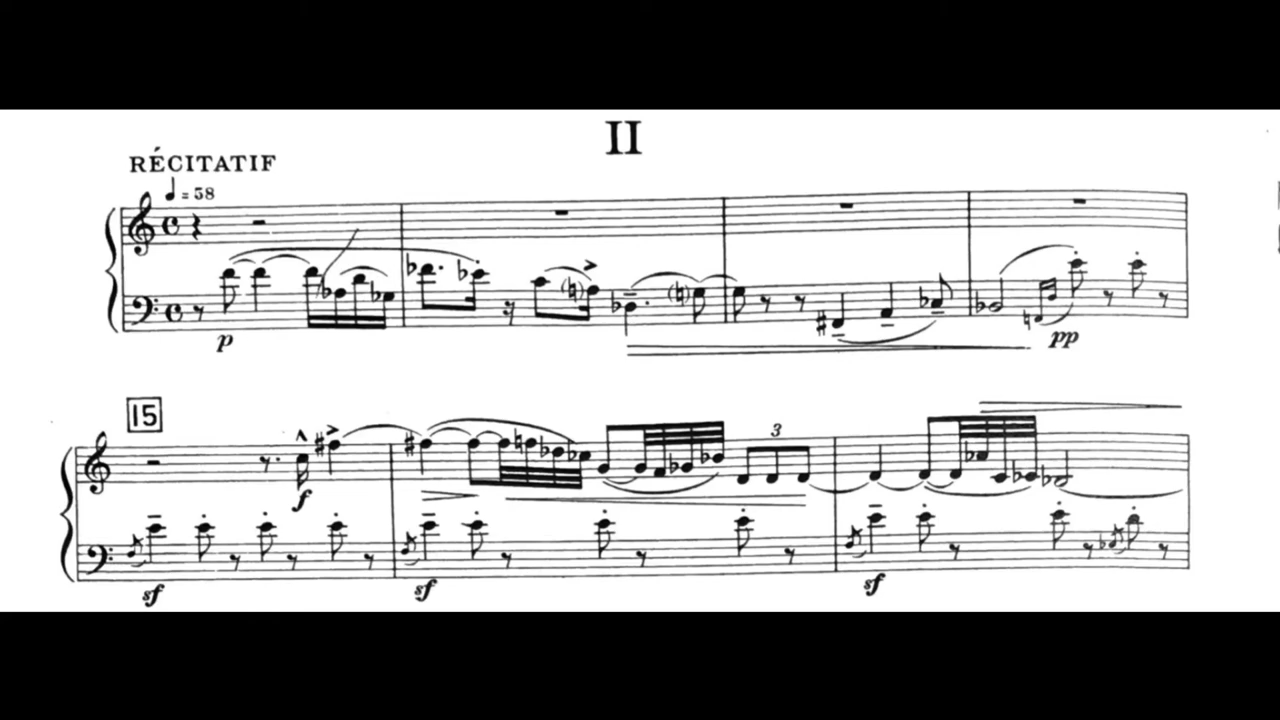 II
RÉCITATIF
♩ = 58
p
pp
15
f
3
sf
sf
sf